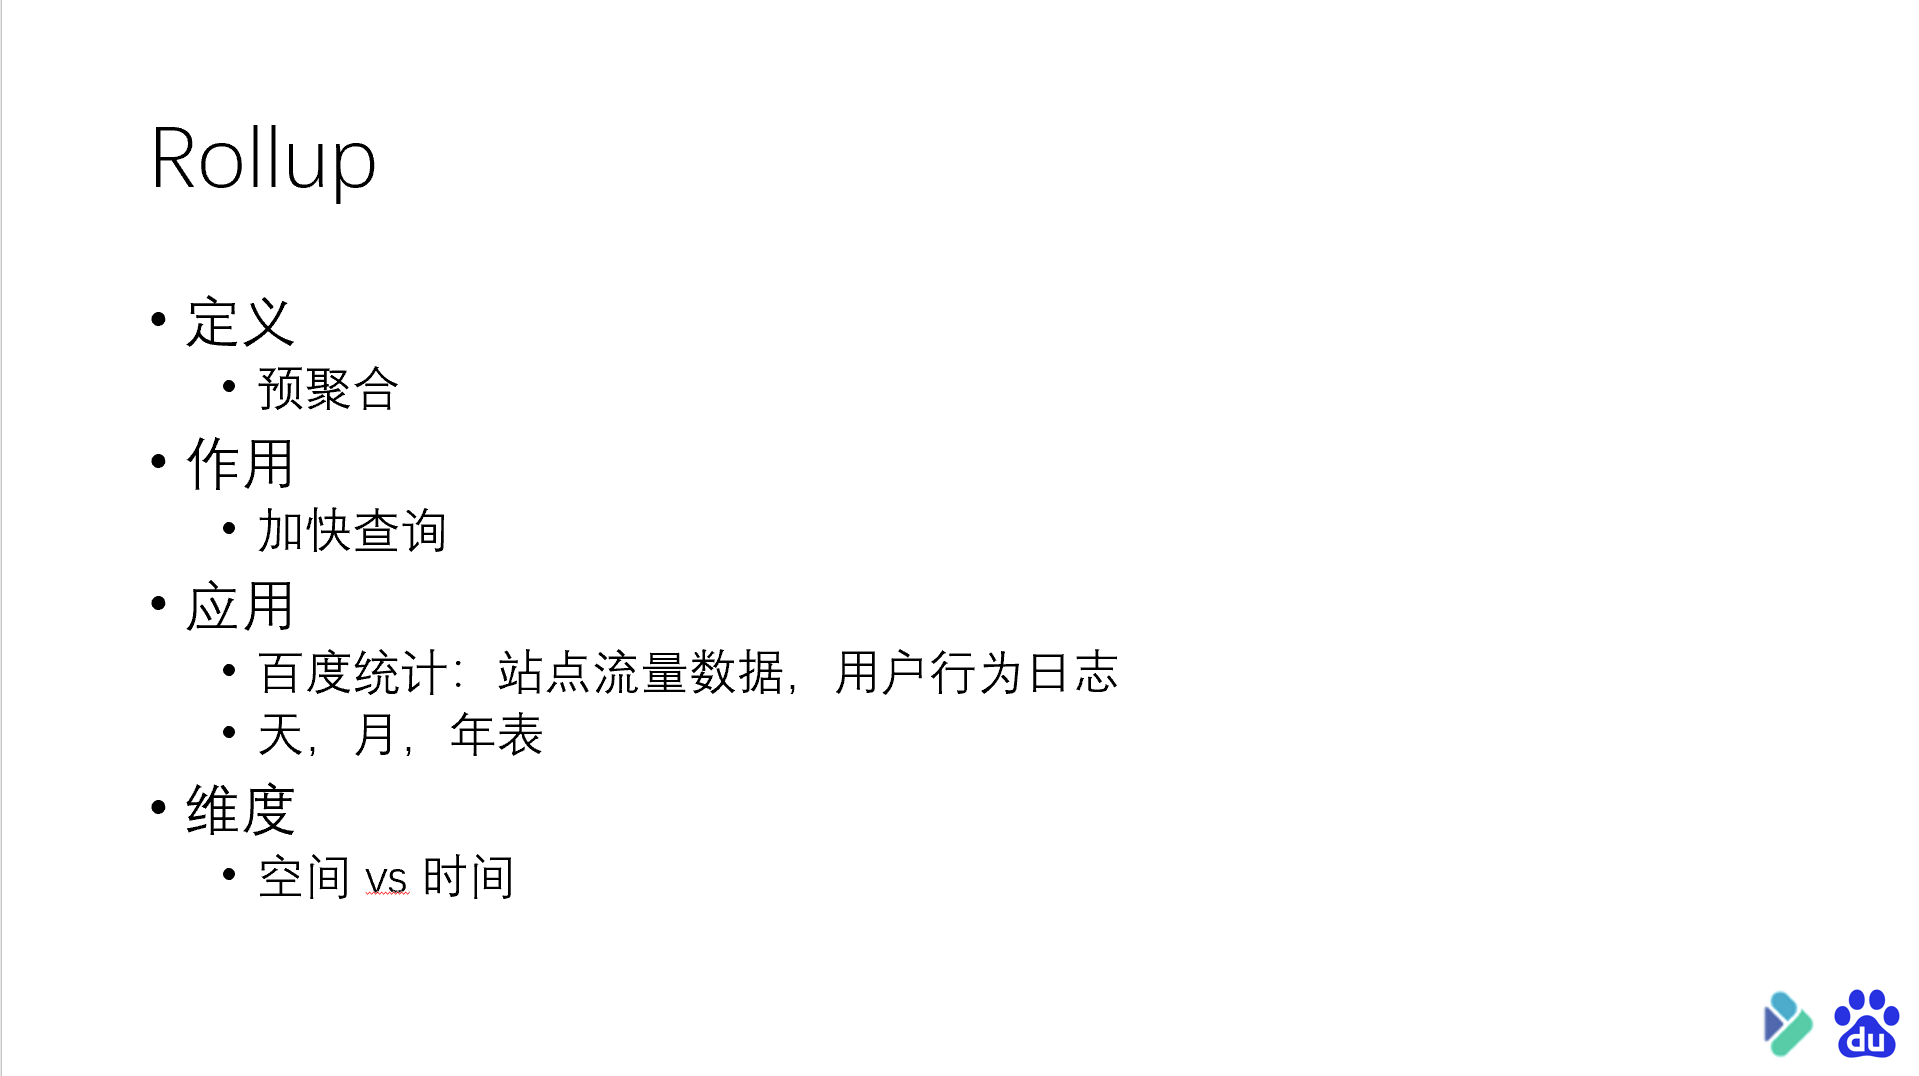 Rollup
• 定义
• 预聚合
• 作用
• 加快查询
• 应用
• 百度统计：站点流量数据，用户行为日志
• 天，月，年表
• 维度
• 空间 vs 时间
du